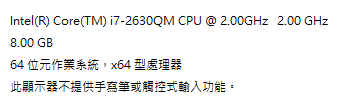 Intel(R) Core(TM) i7-2630QM CPU @ 2.00GHz 2.00 GHz
8.00 GB
64 位元作業系統，x64 型處理器
此顯示器不提供手寫筆或觸控式輸入功能。